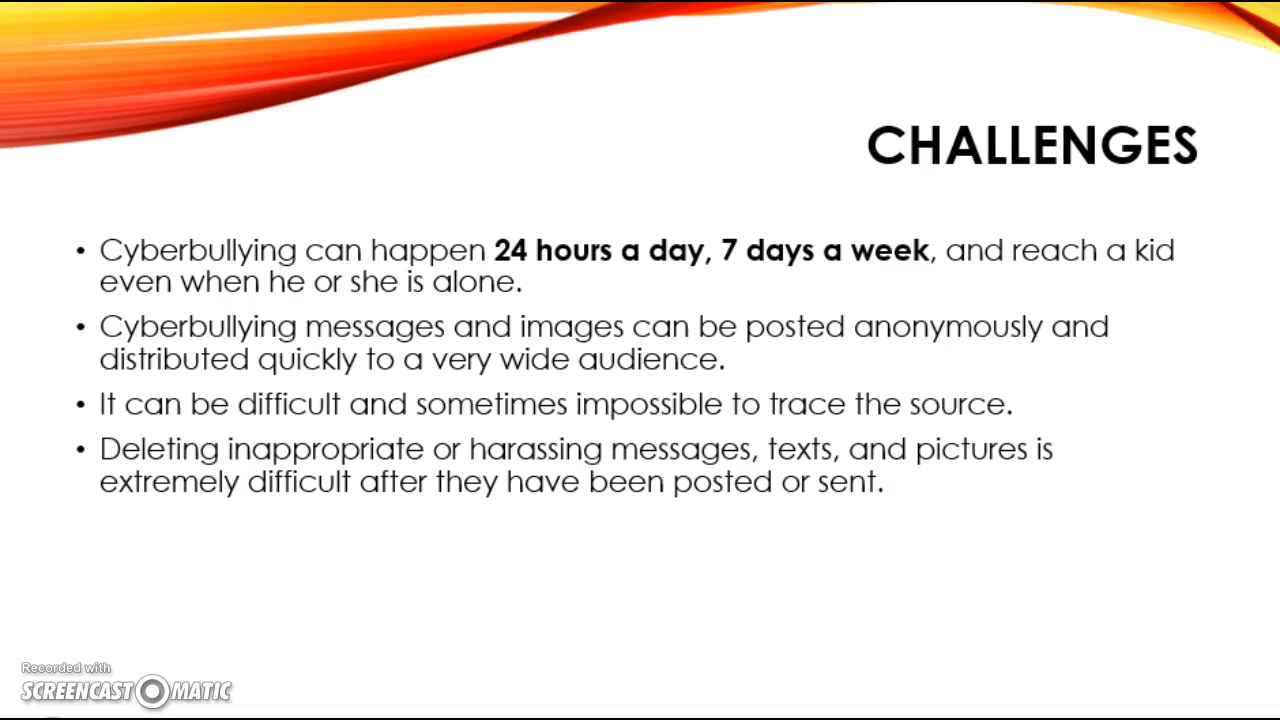 CHALLENGES
• Cyberbullying can happen 24 hours a day, 7 days a week, and reach a kid
even when he or she is alone.
• Cyberbullying messages and images can be posted anonymously and
distributed quickly to a very wide audience.
• It can be difficult and sometimes impossible to trace the source.
• Deleting inappropriate or harassing messages, texts, and pictures is
extremely difficult after they have been posted or sent.
Recorded with
SCREENCAST-O-MATIC